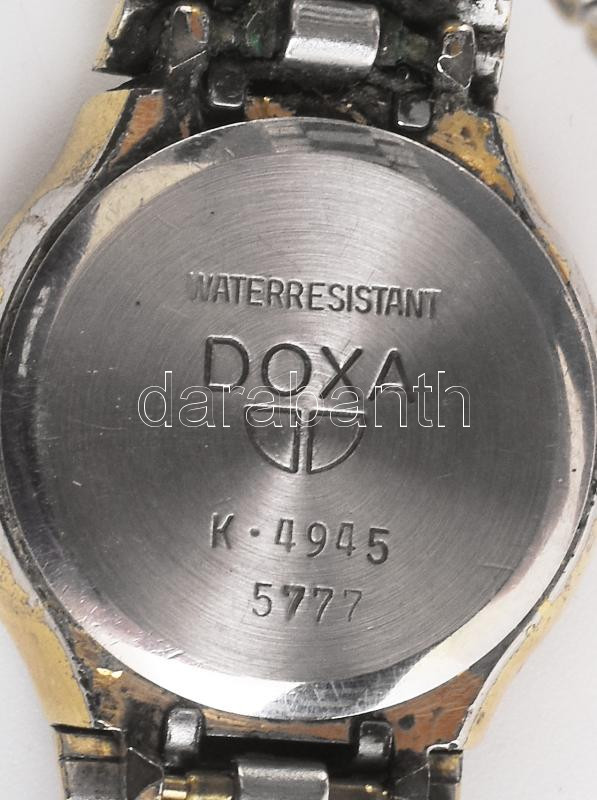 WATERRESISTANT
DOXA
darabanth
K·4945
5777